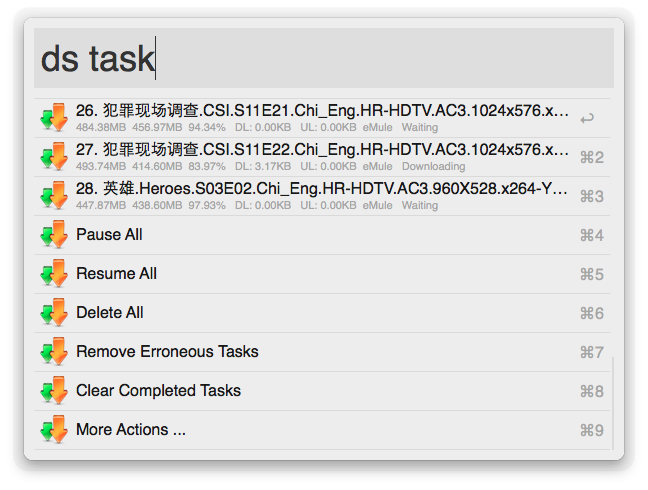 ds task
26. 犯罪现场调查.CSI.S11E21.Chi_Eng.HR-HDTV.AC3.1024x576.x…
484.38MB 456.97MB 94.34% DL: 0.00KB UL: 0.00KB eMule Waiting
↩
27. 犯罪现场调查.CSI.S11E22.Chi_Eng.HR-HDTV.AC3.1024x576.x…
493.74MB 414.60MB 83.97% DL: 3.17KB UL: 0.00KB eMule Downloading
⌘2
28. 英雄.Heroes.S03E02.Chi_Eng.HR-HDTV.AC3.960X528.x264-Y…
447.87MB 438.60MB 97.93% DL: 0.00KB UL: 0.00KB eMule Waiting
⌘3
Pause All ⌘4
Resume All ⌘5
Delete All ⌘6
Remove Erroneous Tasks ⌘7
Clear Completed Tasks ⌘8
More Actions ... ⌘9